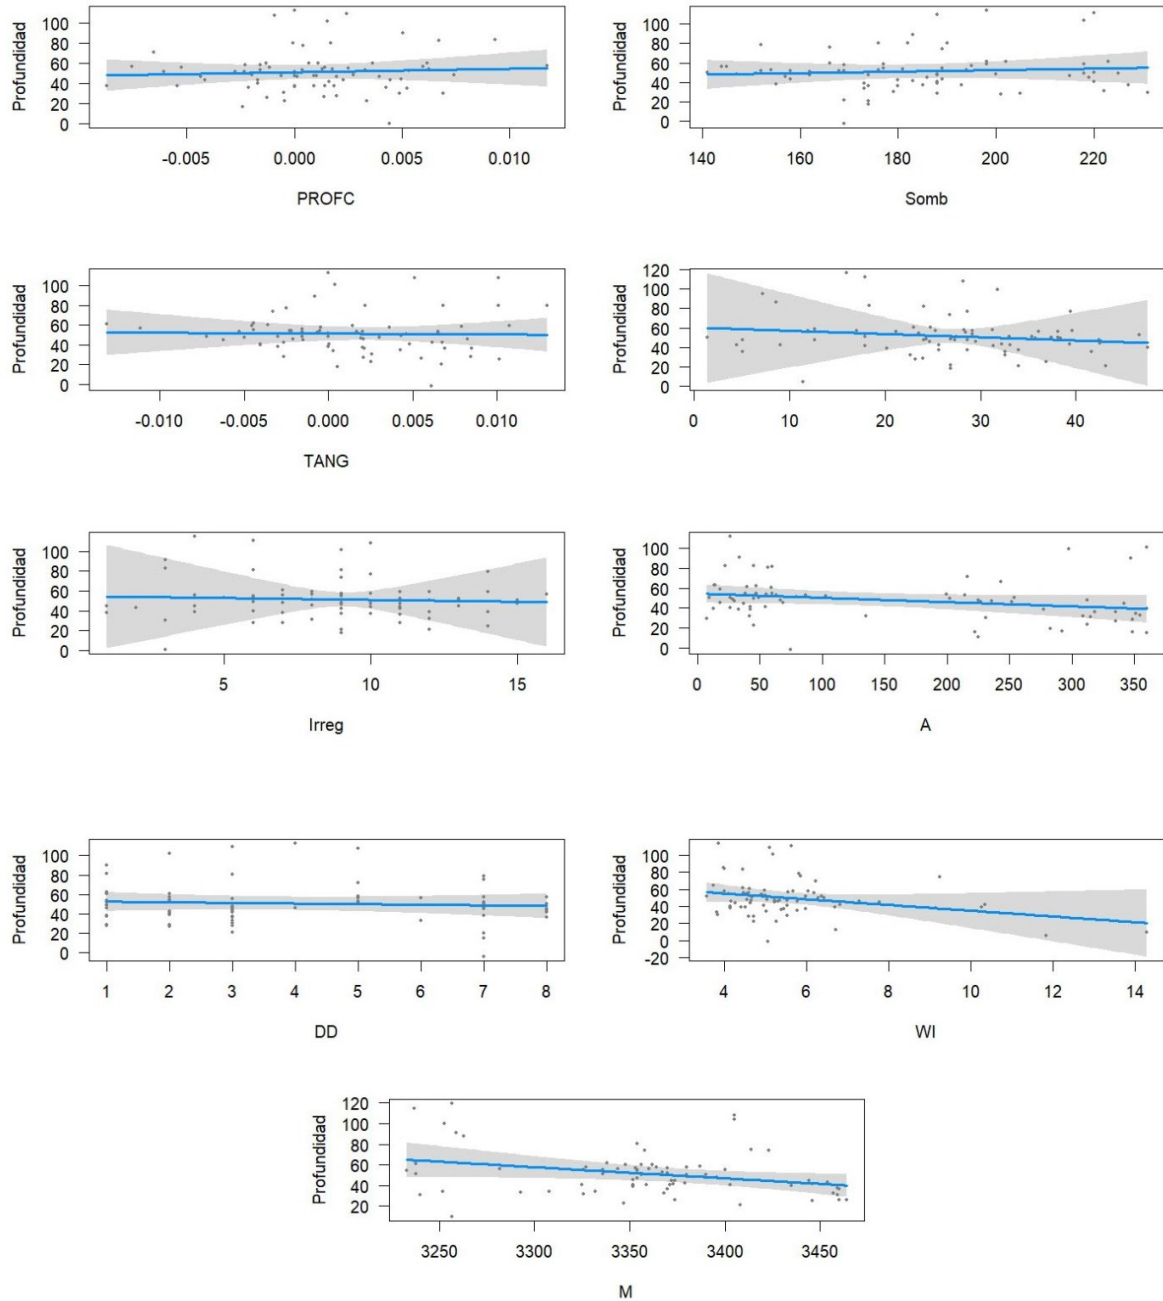 Profundidad
100
80
60
40
20
0
-0.005 0.000 0.005 0.010
PROFC
Profundidad
100
80
60
40
20
0
140 160 180 200 220
Somb
Profundidad
100
80
60
40
20
0
-0.010 -0.005 0.000 0.005 0.010
TANG
Profundidad
120
100
80
60
40
20
0
0 10 20 30 40
Profundidad
100
80
60
40
20
0
5 10 15
Irreg
Profundidad
100
80
60
40
20
0
0 50 100 150 200 250 300 350
A
Profundidad
100
80
60
40
20
0
1 2 3 4 5 6 7 8
DD
Profundidad
100
80
60
40
20
0
-20
4 6 8 10 12 14
WI
Profundidad
120
100
80
60
40
20
3250 3300 3350 3400 3450
M